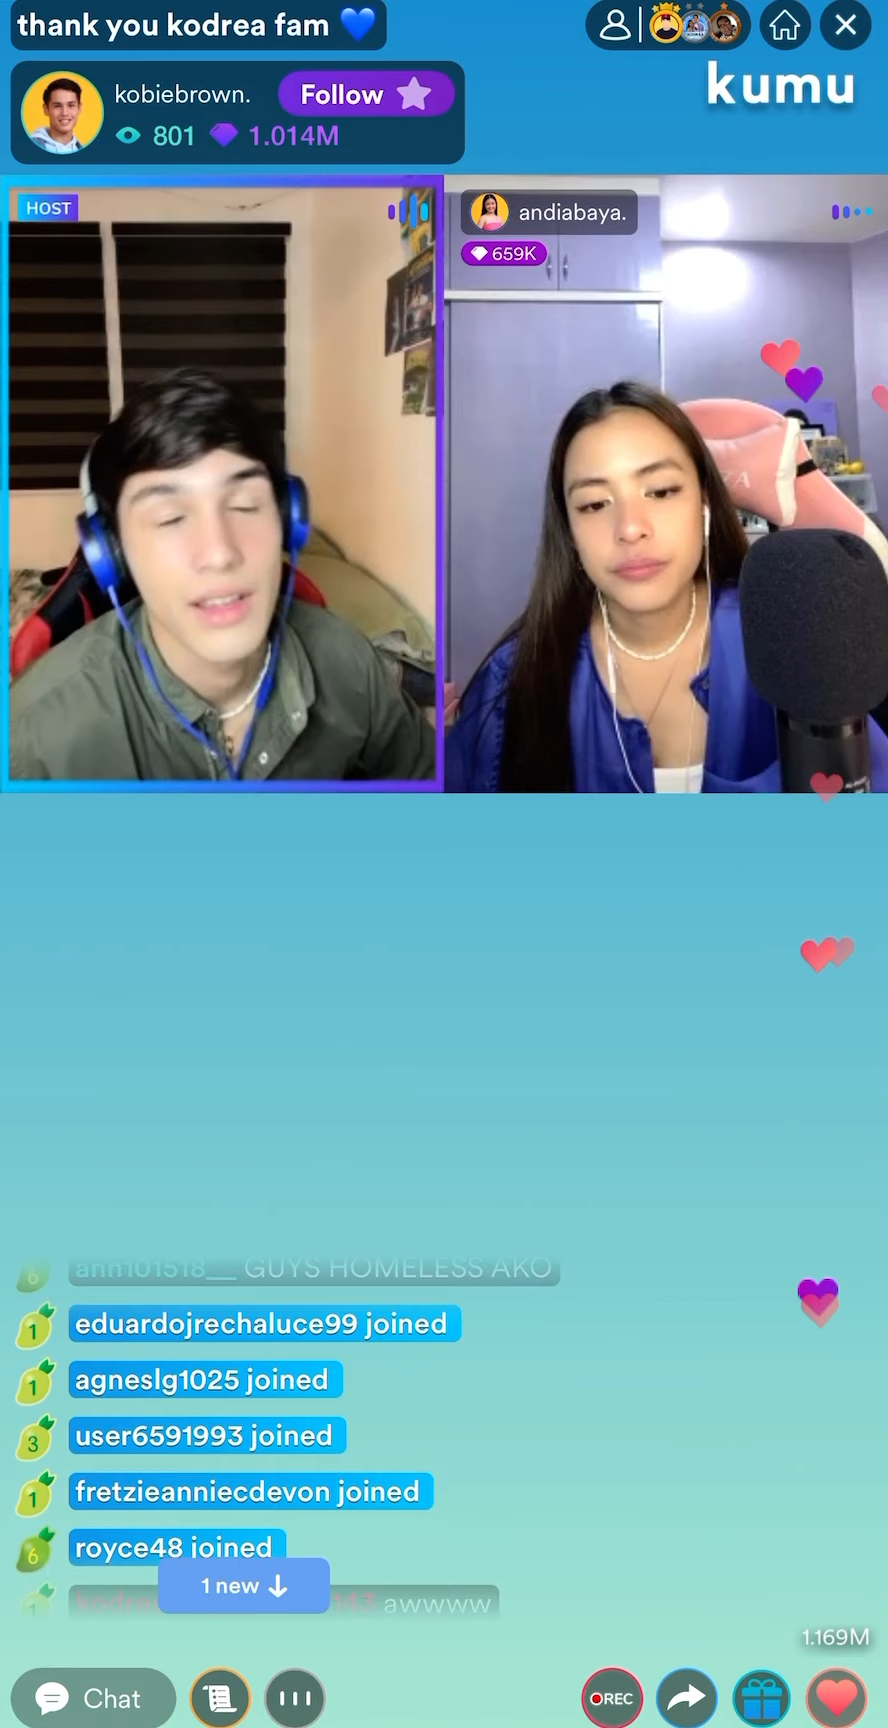 thank you kodrea fam 💙
kobiebrown. Follow
801 1.014M
kumu
HOST
andiabaya.
659K
6 anm101518__ GUYS HOMELESS AKO
1 eduardojrechaluce99 joined
1 agneslg1025 joined
3 user6591993 joined
1 fretzieanniecdevon joined
6 royce48 joined
1 new ↓
awwww
1.169M
Chat
REC